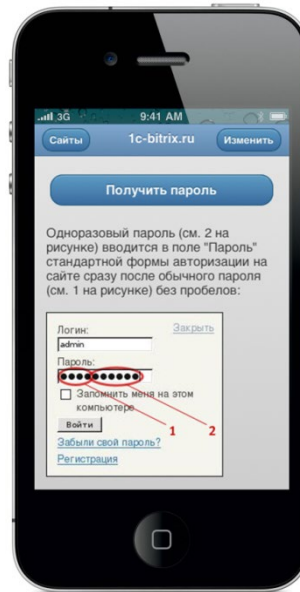 3G 9:41 AM
Сайты 1c-bitrix.ru Изменить
Получить пароль
Одноразовый пароль (см. 2 на
рисунке) вводится в поле "Пароль"
стандартной формы авторизации на
сайте сразу после обычного пароля
(см. 1 на рисунке) без пробелов:
Логин: Закрыть
admin
Пароль:
Запомнить меня на этом
компьютере
Войти
1 2
Забыли свой пароль?
Регистрация